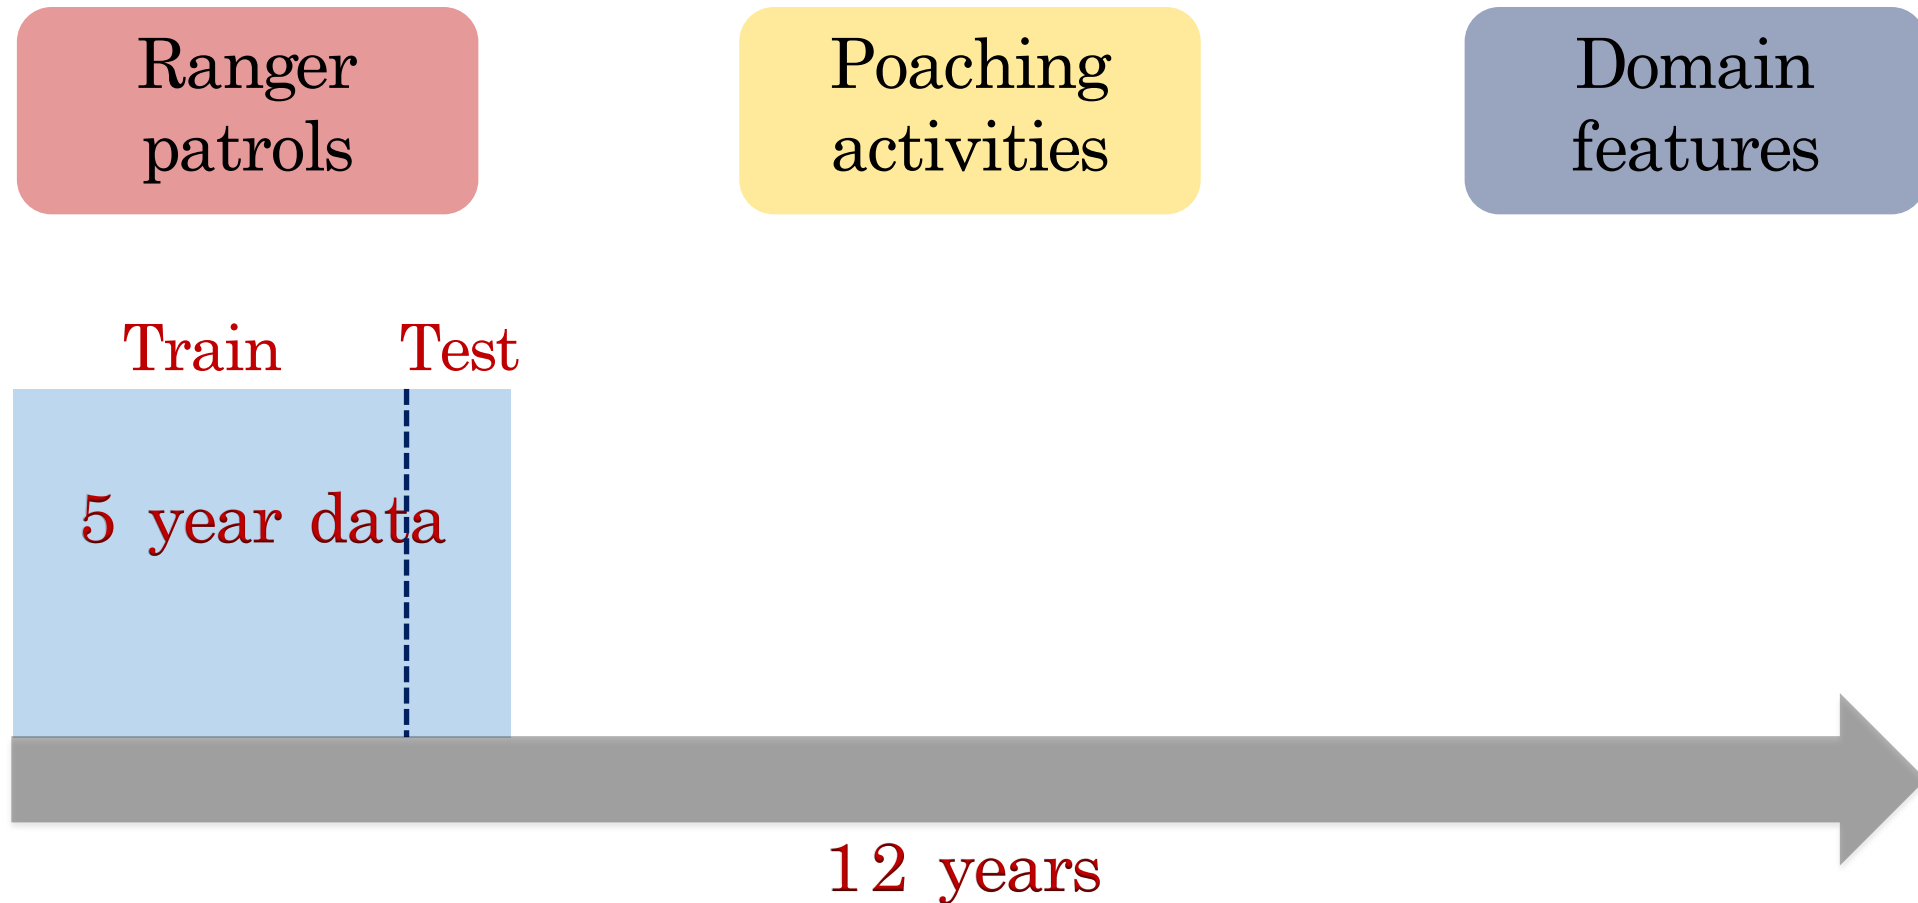 Ranger
patrols
Poaching
activities
Domain
features
Train
Test
5 year data
12 years